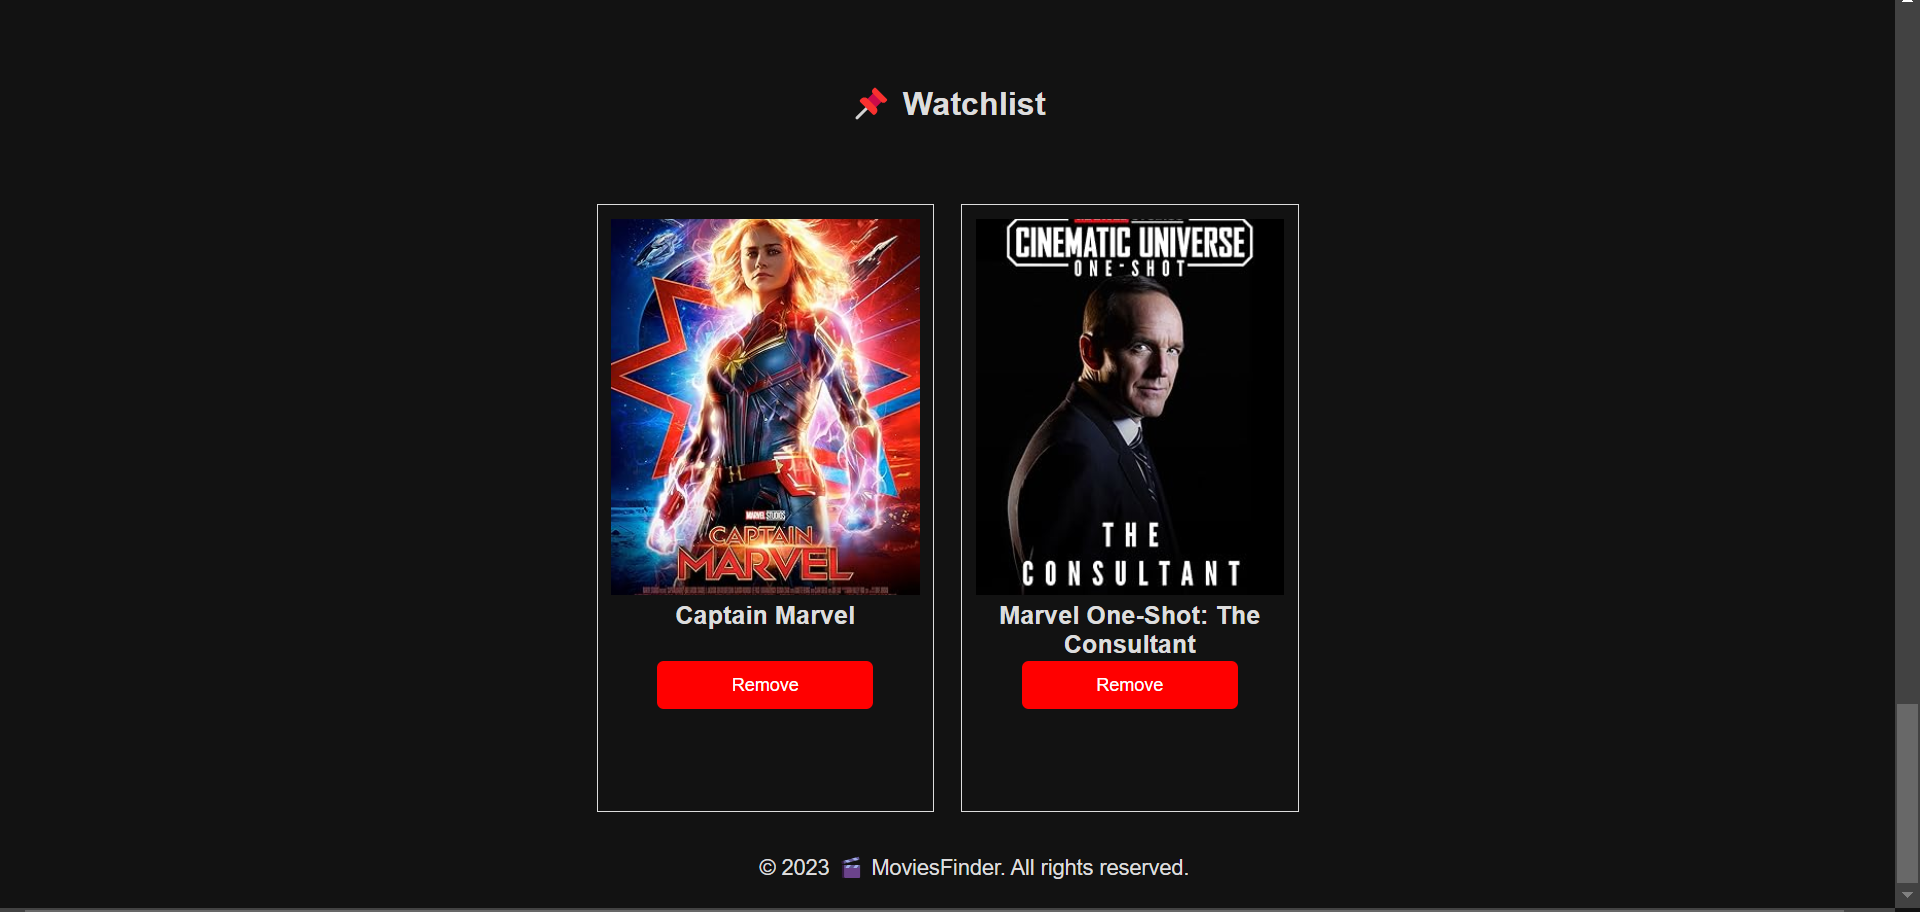 📌 Watchlist
MARVEL STUDIOS
CAPTAIN
MARVEL
Captain Marvel
Remove
CINEMATIC UNIVERSE
ONE-SHOT
THE
CONSULTANT
Marvel One-Shot: The
Consultant
Remove
© 2023 🎬 MoviesFinder. All rights reserved.